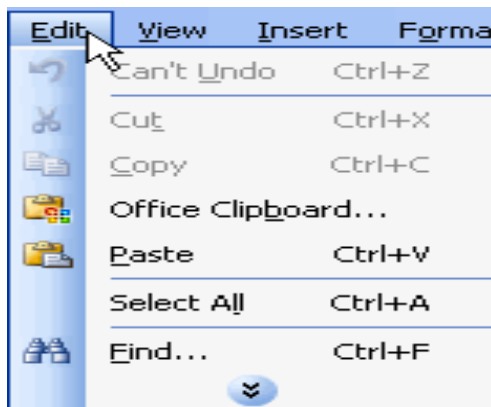 Edit View Insert Forma
Can't Undo Ctrl+Z
Cut Ctrl+X
Copy Ctrl+C
Office Clipboard...
Paste Ctrl+V
Select All Ctrl+A
Find... Ctrl+F